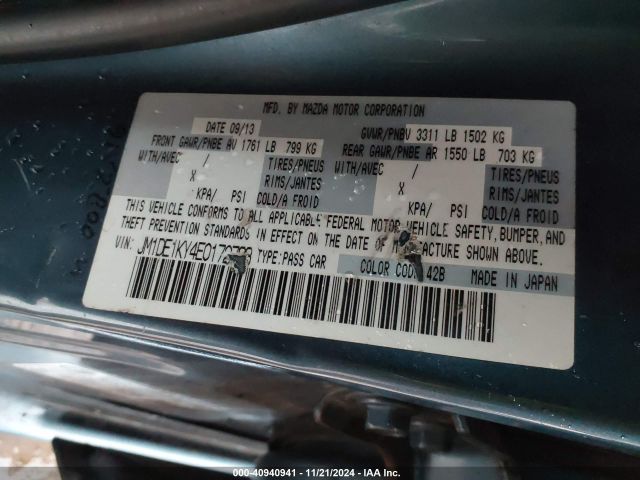 MFD. BY MAZDA MOTOR CORPORATION
DATE 09/13 GVWR/PNBV 3311 LB 1502 KG
FRONT GAWR/PNBE AV 1761 LB 799 KG REAR GAWR/PNBE AR 1550 LB 703 KG
WITH/AVEC / TIRES/PNEUS WITH/AVEC / TIRES/PNEUS
X RIMS/JANTES X RIMS/JANTES
KPA/ PSI COLD/A FROID KPA/ PSI COLD/A FROID
THIS VEHICLE CONFORMS TO ALL APPLICABLE FEDERAL MOTOR VEHICLE SAFETY, BUMPER, AND
THEFT PREVENTION STANDARDS IN EFFECT ON THE DATE OF MANUFACTURE SHOWN ABOVE.
VIN: TYPE: PASS CAR COLOR CODE: 42B MADE IN JAPAN
000-40940941 - 11/21/2024 - IAA Inc.